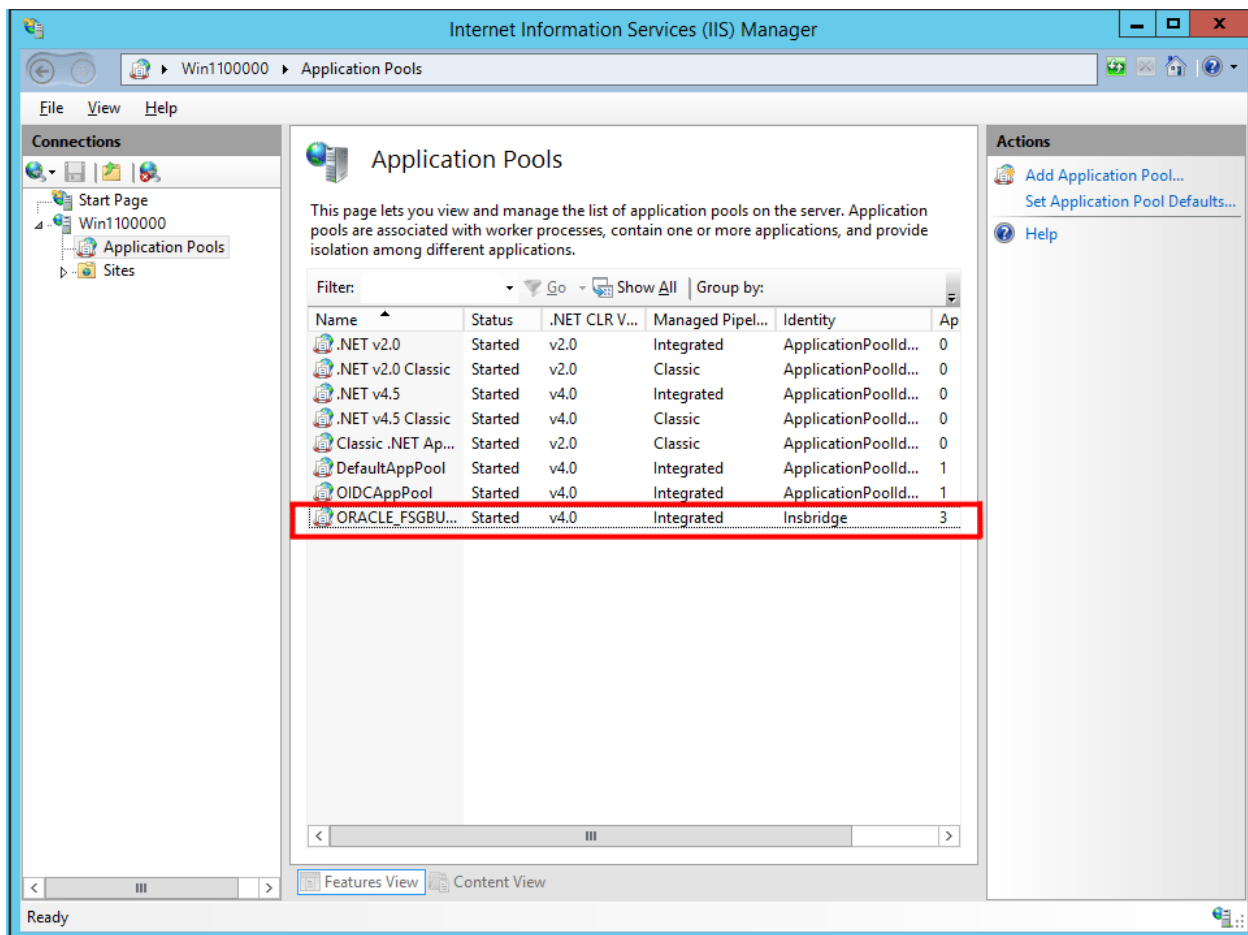 Internet Information Services (IIS) Manager
Win1100000 Application Pools
File View Help
Connections
Start Page
Win1100000
Application Pools
Sites
Application Pools
This page lets you view and manage the list of application pools on the server. Application
pools are associated with worker processes, contain one or more applications, and provide
isolation among different applications.
Filter: Go Show All Group by:
Name Status .NET CLR V... Managed Pipel... Identity Ap
.NET v2.0 Started v2.0 Integrated ApplicationPoolId... 0
.NET v2.0 Classic Started v2.0 Classic ApplicationPoolId... 0
.NET v4.5 Started v4.0 Integrated ApplicationPoolId... 0
.NET v4.5 Classic Started v4.0 Classic ApplicationPoolId... 0
Classic .NET Ap... Started v2.0 Classic ApplicationPoolId... 0
DefaultAppPool Started v4.0 Integrated ApplicationPoolId... 1
OIDCAppPool Started v4.0 Integrated ApplicationPoolId... 1
ORACLE_FSGBU... Started v4.0 Integrated Insbridge 3
Features View Content View
Actions
Add Application Pool...
Set Application Pool Defaults...
Help
Ready